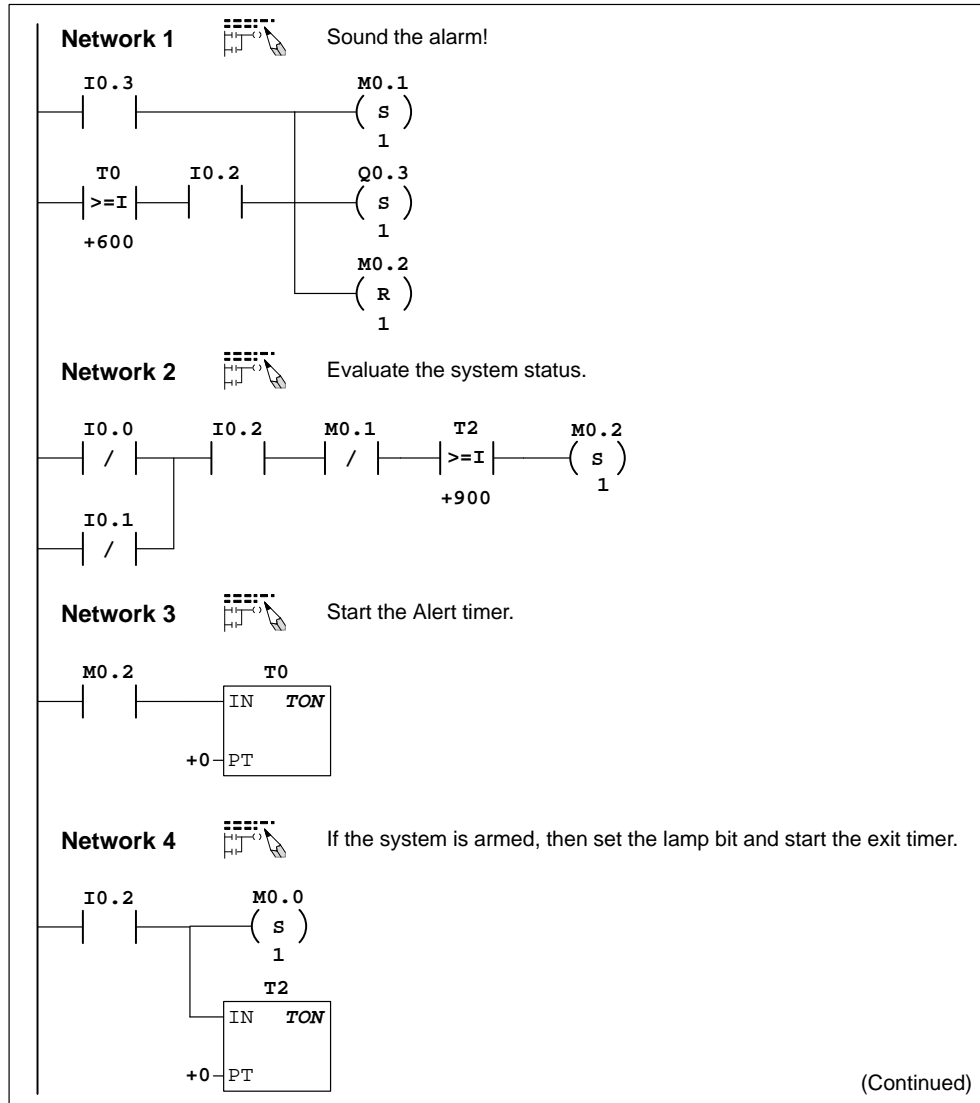 Network 1 Sound the alarm!
I0.3 M0.1
S
1
T0 I0.2 Q0.3
>=I S
+600 1
M0.2
R
1
Network 2 Evaluate the system status.
I0.0 I0.2 M0.1 T2 M0.2
/ / >=I S
+900 1
I0.1
/
Network 3 Start the Alert timer.
M0.2 T0
IN TON
+0 PT
Network 4 If the system is armed, then set the lamp bit and start the exit timer.
I0.2 M0.0
S
1
T2
IN TON
+0 PT
(Continued)